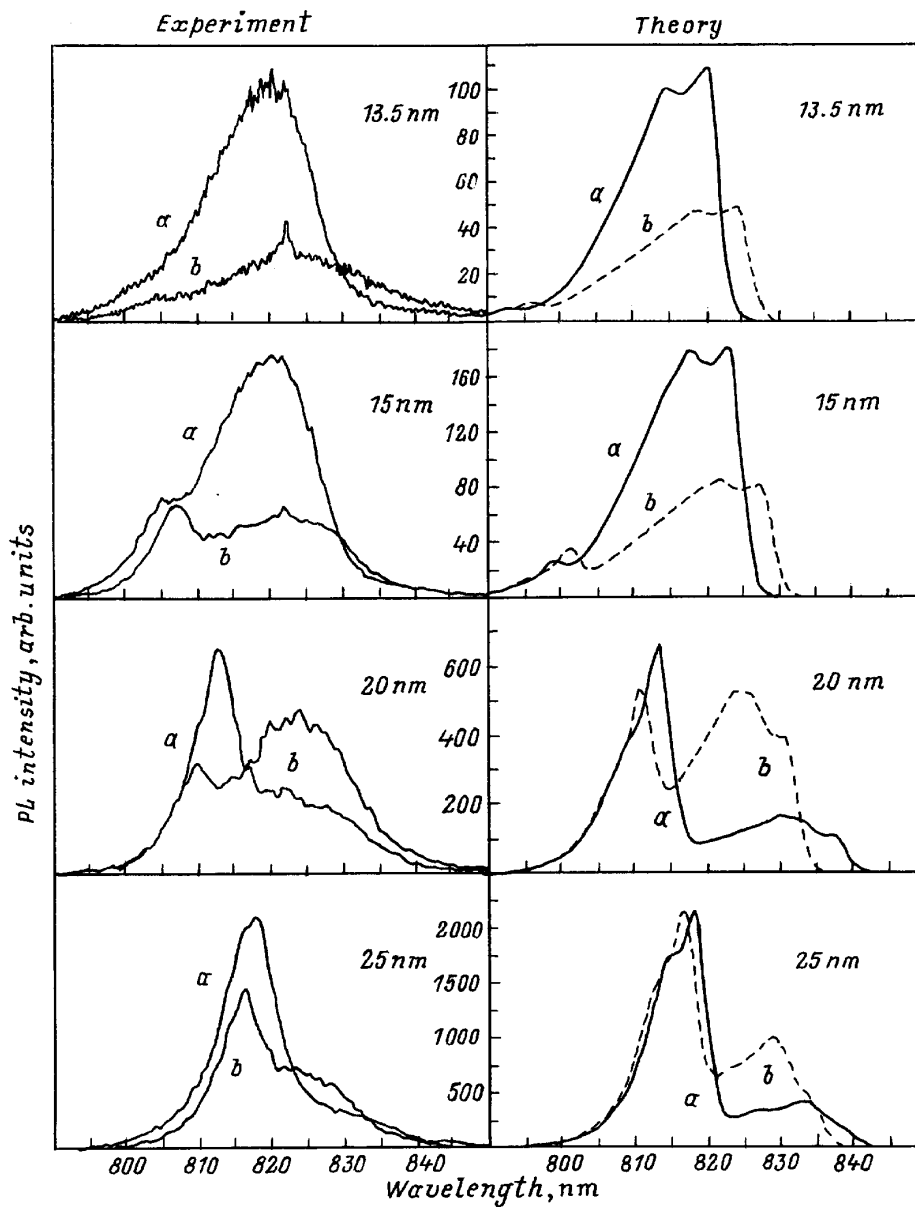 Experiment
Theory
13.5 nm
a
b
100
80
60
40
20
13.5 nm
a
b
15 nm
a
b
160
120
80
40
15 nm
a
b
20 nm
a
b
600
400
200
20 nm
a
b
25 nm
a
b
2000
1500
1000
500
25 nm
a
b
800 810 820 830 840
800 810 820 830 840
Wavelength, nm
PL intensity, arb. units